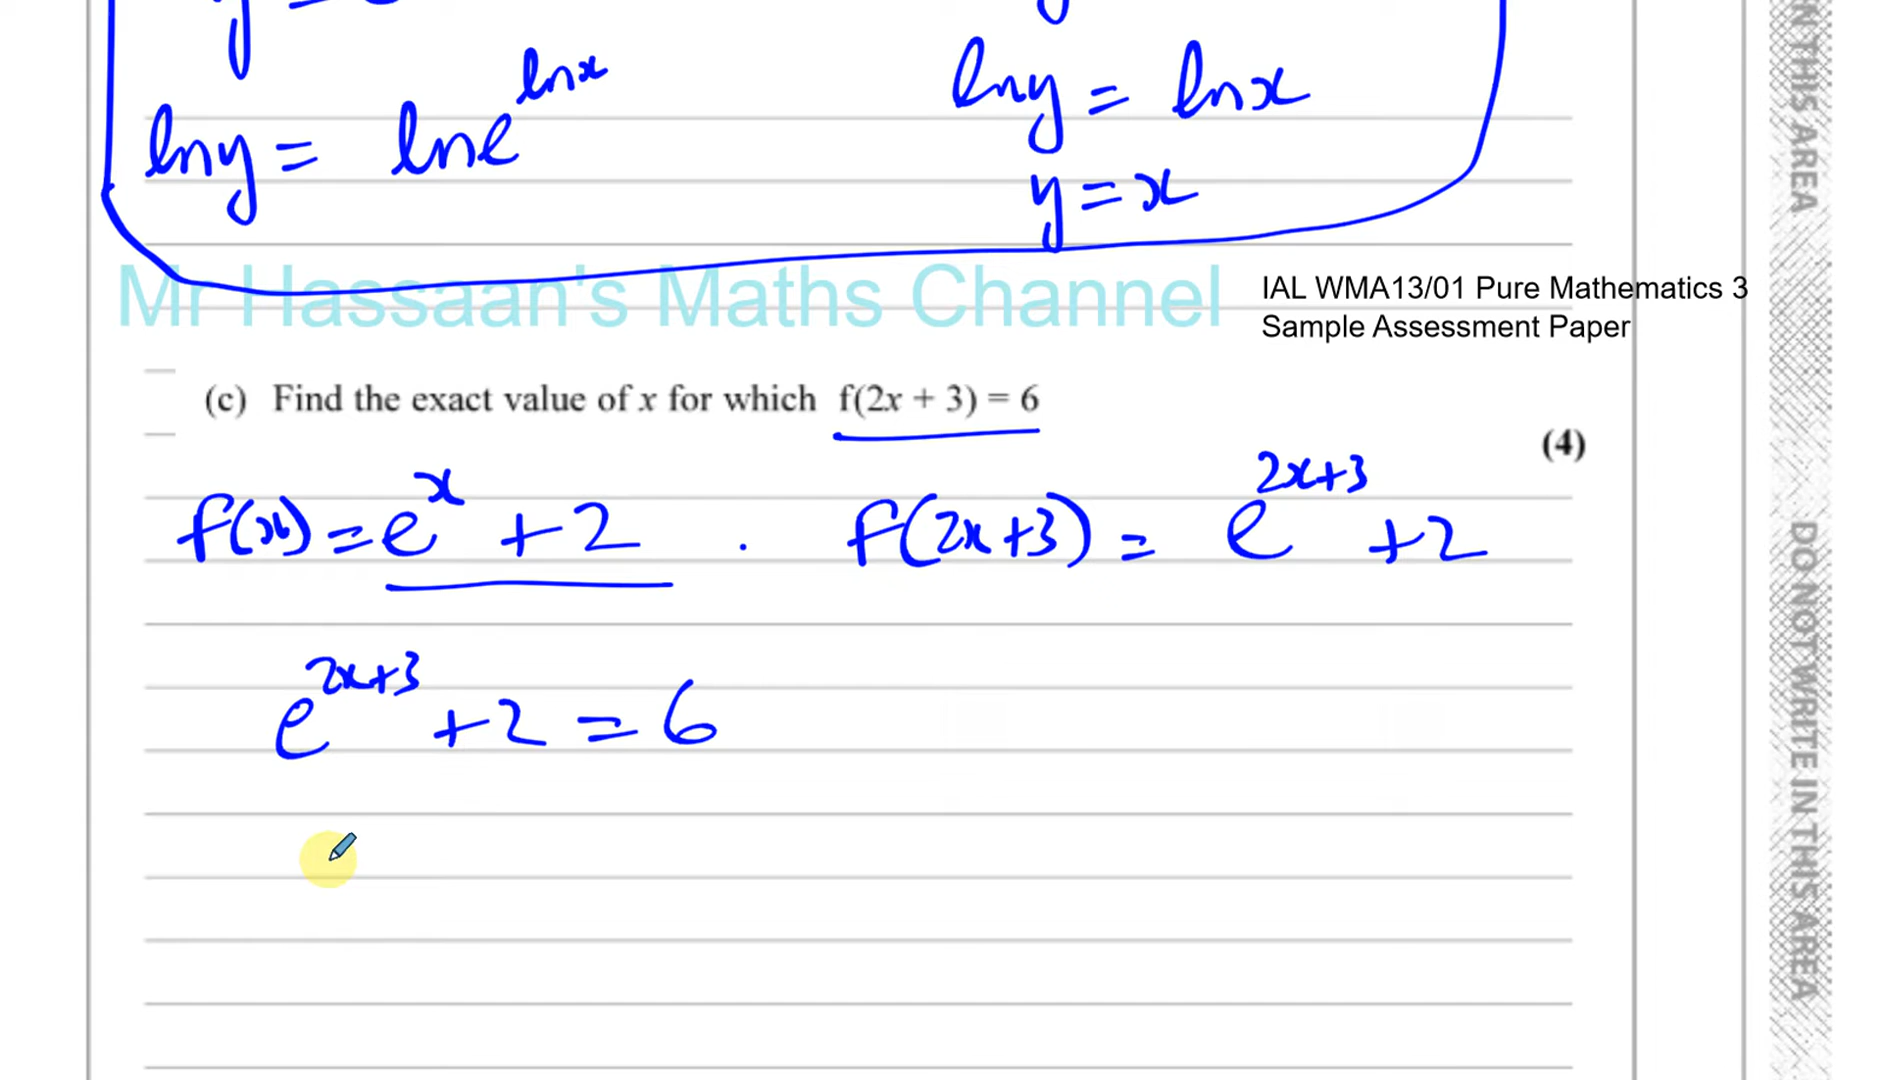 ln y = ln e^(ln x)
ln y = ln x
y = x
Mr Hassaan's Maths Channel
IAL WMA13/01 Pure Mathematics 3
Sample Assessment Paper
(c) Find the exact value of x for which f(2x + 3) = 6
(4)
f(x) = e^x + 2 . f(2x+3) = e^(2x+3) + 2
e^(2x+3) + 2 = 6
N THIS AREA
DO NOT WRITE IN THIS AREA